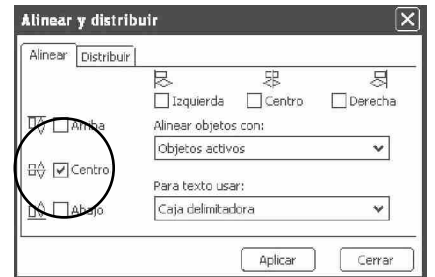 Alinear y distribuir
Alinear Distribuir
Izquierda Centro Derecha
Arriba
Alinear objetos con:
Objetos activos
Centro
Para texto usar:
Abajo
Caja delimitadora
Aplicar Cerrar